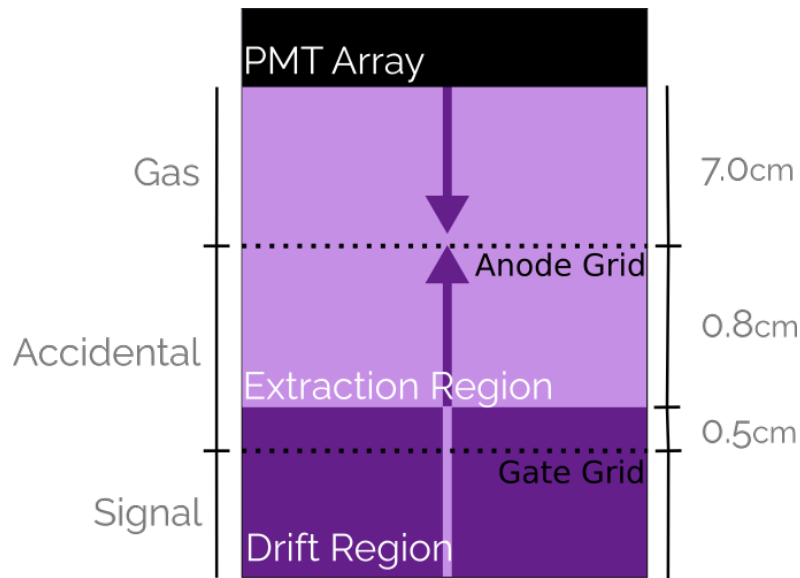 PMT Array
Gas
7.0cm
Anode Grid
0.8cm
Accidental
Extraction Region
0.5cm
Gate Grid
Signal
Drift Region